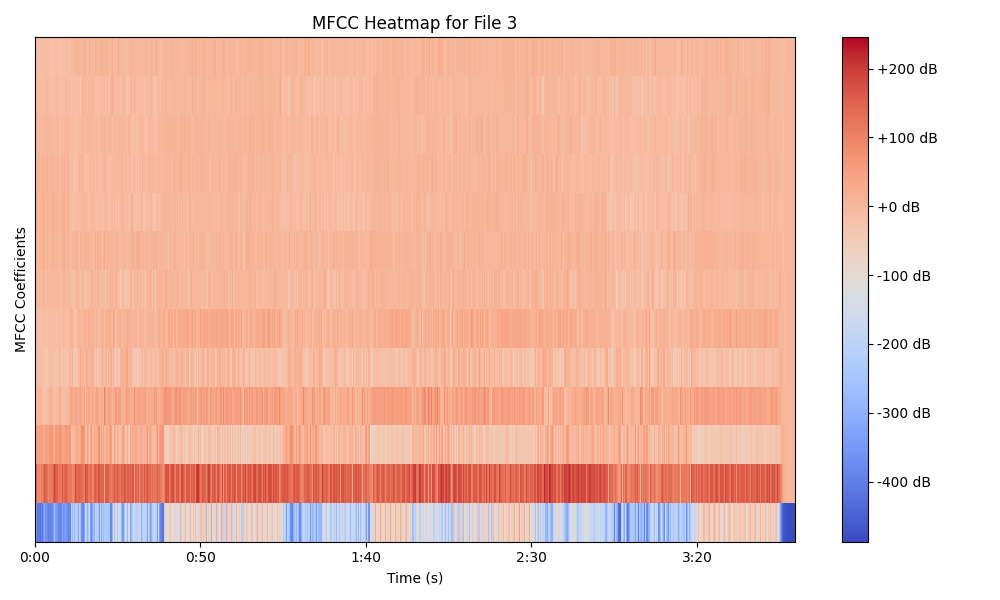 MFCC Heatmap for File 3
MFCC Coefficients
+200 dB
+100 dB
+0 dB
-100 dB
-200 dB
-300 dB
-400 dB
0:00 0:50 1:40 2:30 3:20
Time (s)